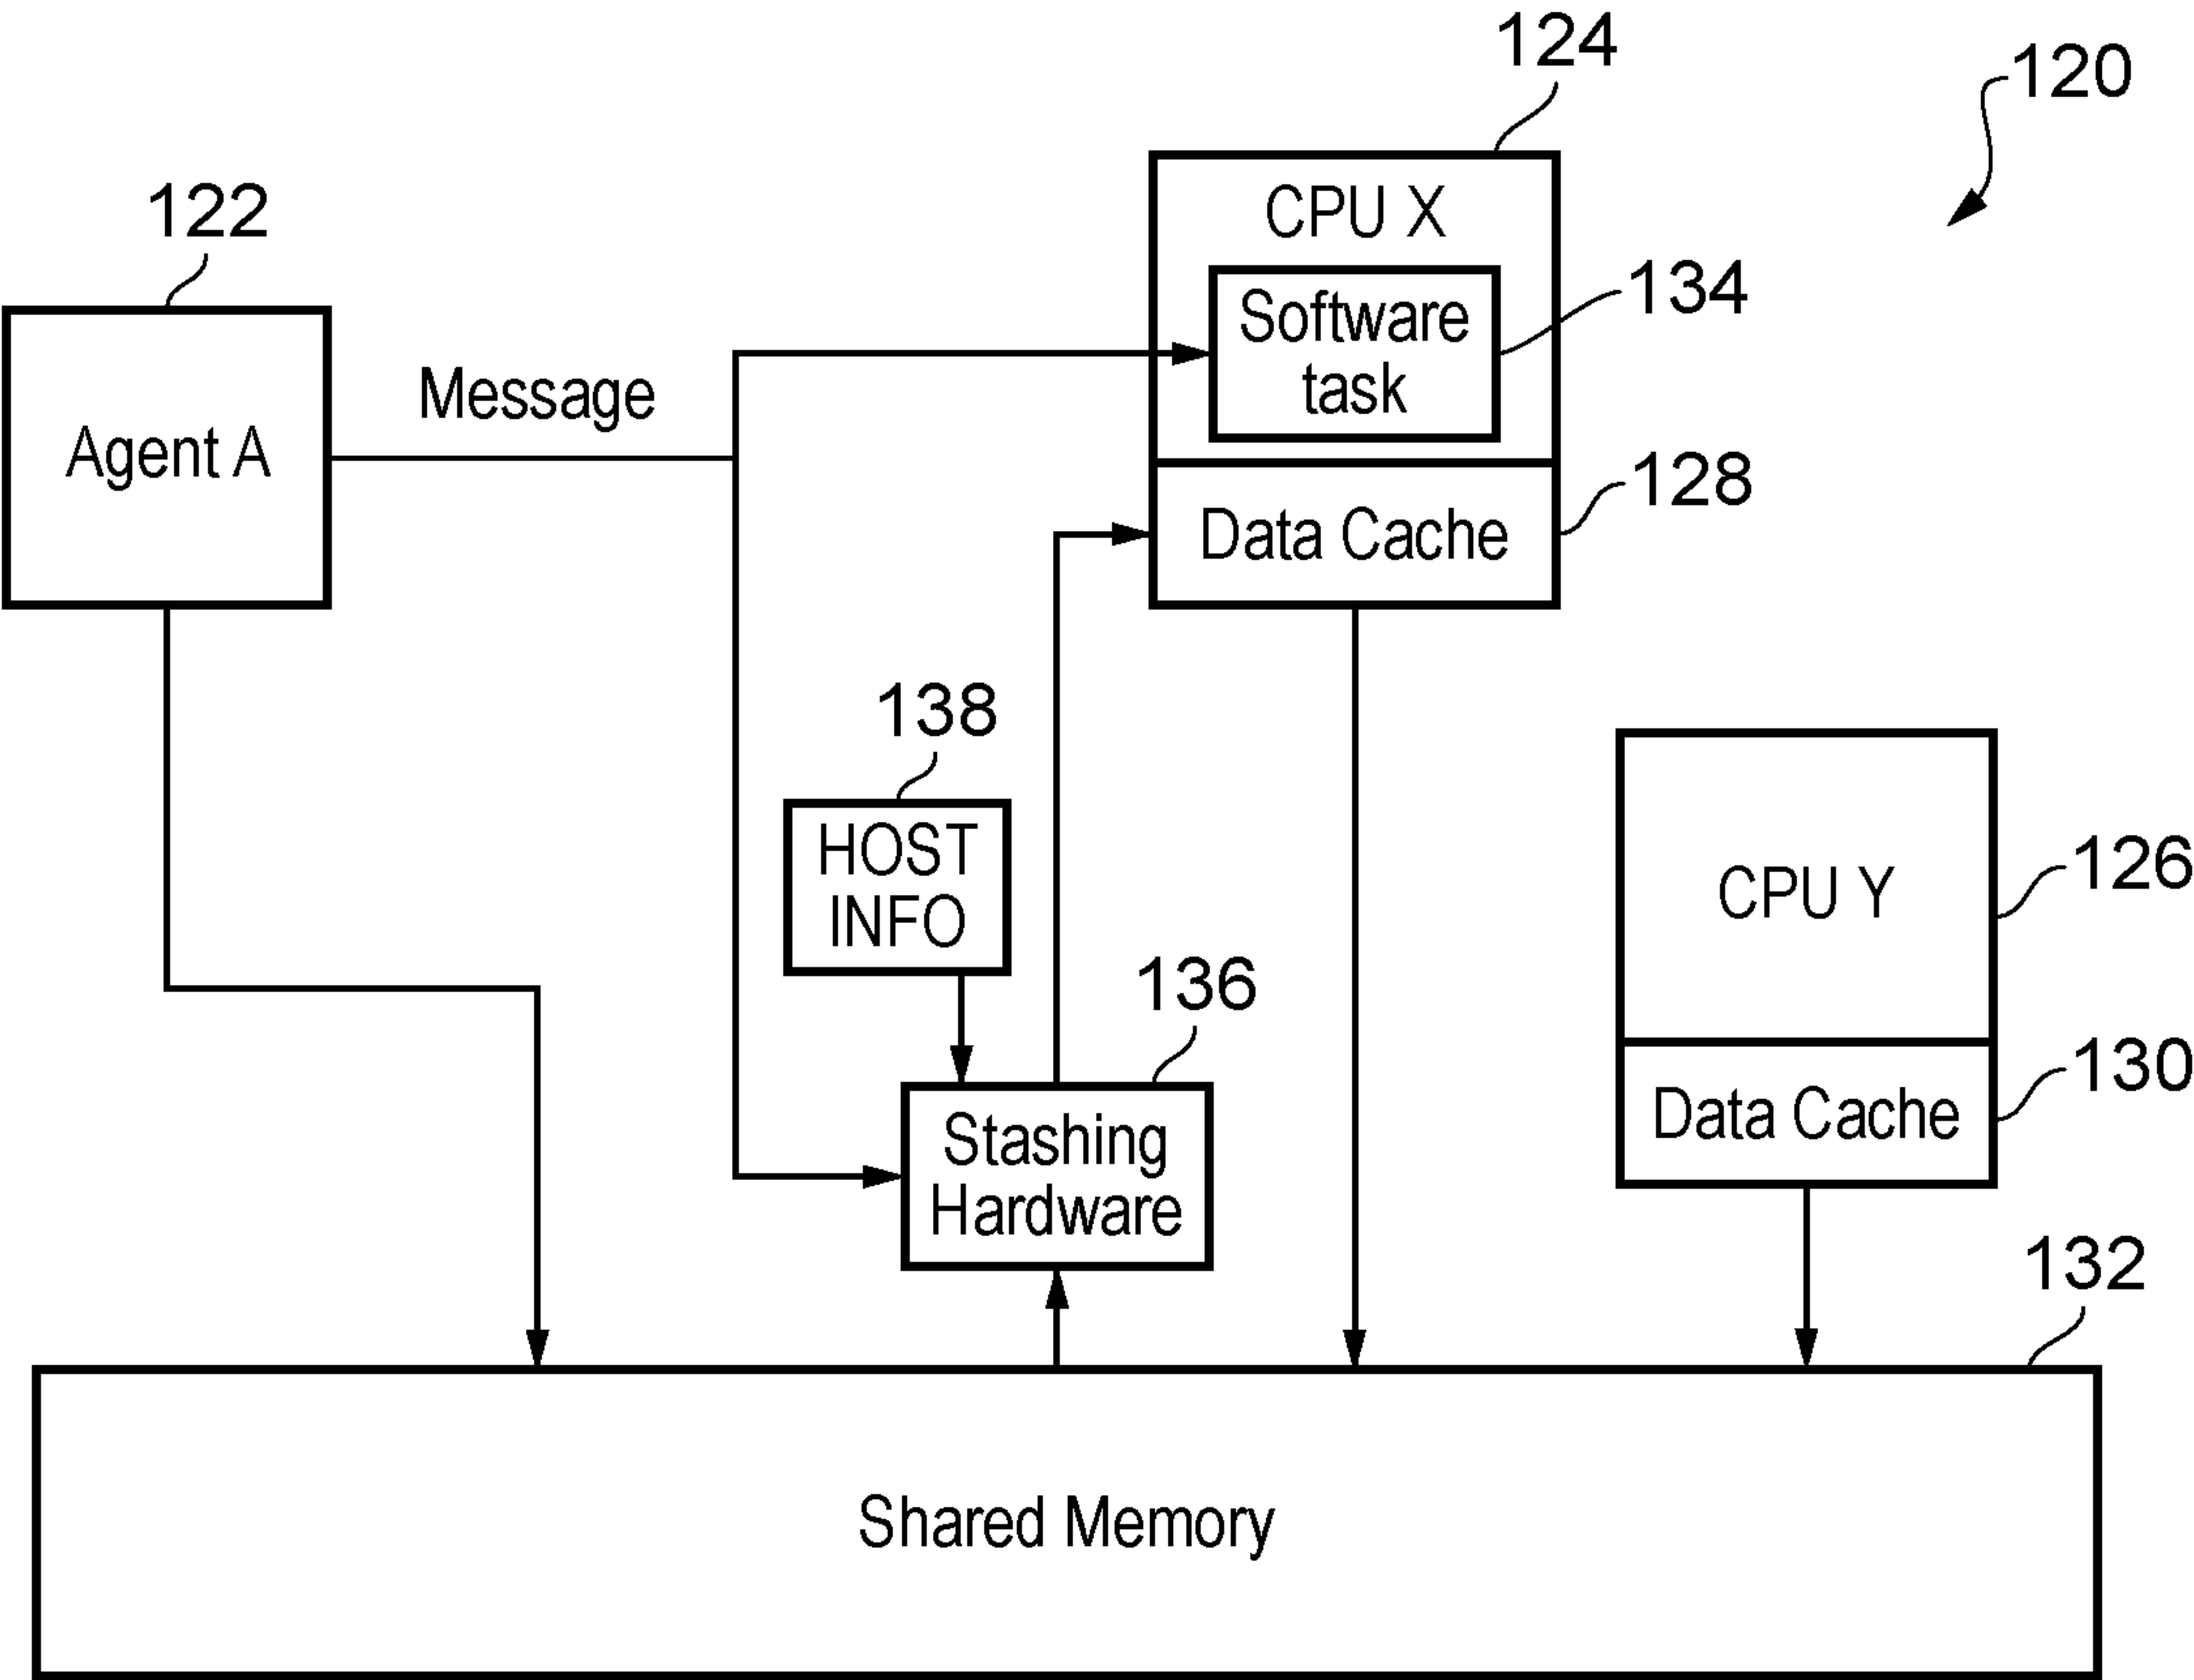 124
120
122
CPU X
134
Software
task
Message
Agent A
128
Data Cache
138
HOST
INFO
126
CPU Y
136
130
Data Cache
Stashing
Hardware
132
Shared Memory